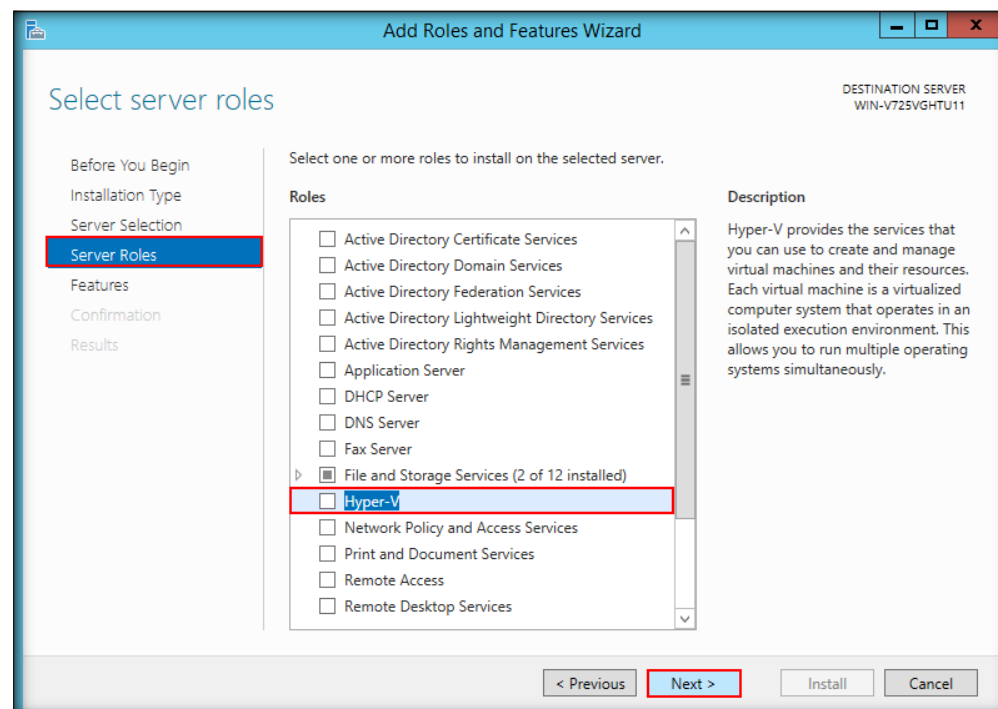 Add Roles and Features Wizard
Select server roles
DESTINATION SERVER
WIN-V725VGHTU11
Before You Begin
Installation Type
Server Selection
Server Roles
Features
Confirmation
Results
Select one or more roles to install on the selected server.
Roles
Active Directory Certificate Services
Active Directory Domain Services
Active Directory Federation Services
Active Directory Lightweight Directory Services
Active Directory Rights Management Services
Application Server
DHCP Server
DNS Server
Fax Server
File and Storage Services (2 of 12 installed)
Hyper-V
Network Policy and Access Services
Print and Document Services
Remote Access
Remote Desktop Services
Description
Hyper-V provides the services that
you can use to create and manage
virtual machines and their resources.
Each virtual machine is a virtualized
computer system that operates in an
isolated execution environment. This
allows you to run multiple operating
systems simultaneously.
< Previous
Next >
Install
Cancel